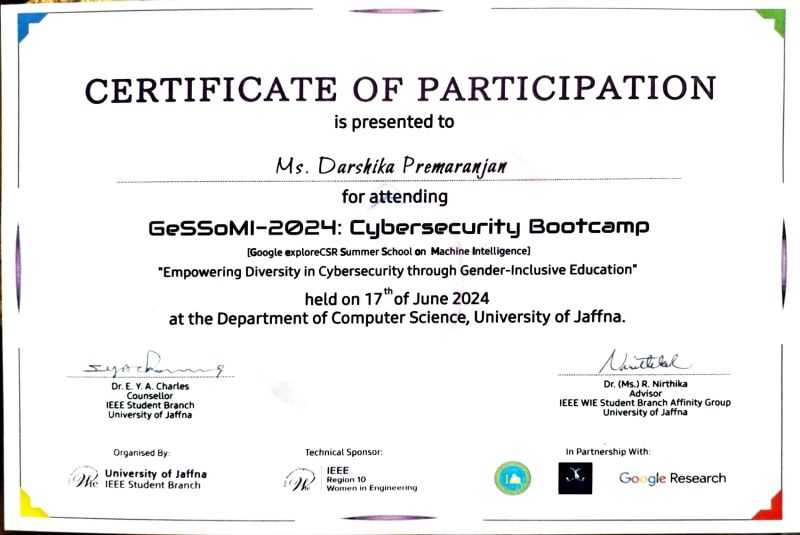 CERTIFICATE OF PARTICIPATION
is presented to
Ms. Darshika Premaranjan
for attending
GeSSoMI-2024: Cybersecurity Bootcamp
[Google exploreCSR Summer School on Machine Intelligence]
"Empowering Diversity in Cybersecurity through Gender-Inclusive Education"
held on 17th of June 2024
at the Department of Computer Science, University of Jaffna.
Dr. E. Y. A. Charles
Counsellor
IEEE Student Branch
University of Jaffna
Dr. (Ms.) R. Nirthika
Advisor
IEEE WIE Student Branch Affinity Group
University of Jaffna
Organised By:
Wie University of Jaffna
IEEE Student Branch
Technical Sponsor:
Wie IEEE
Region 10
Women in Engineering
In Partnership With:
Google Research